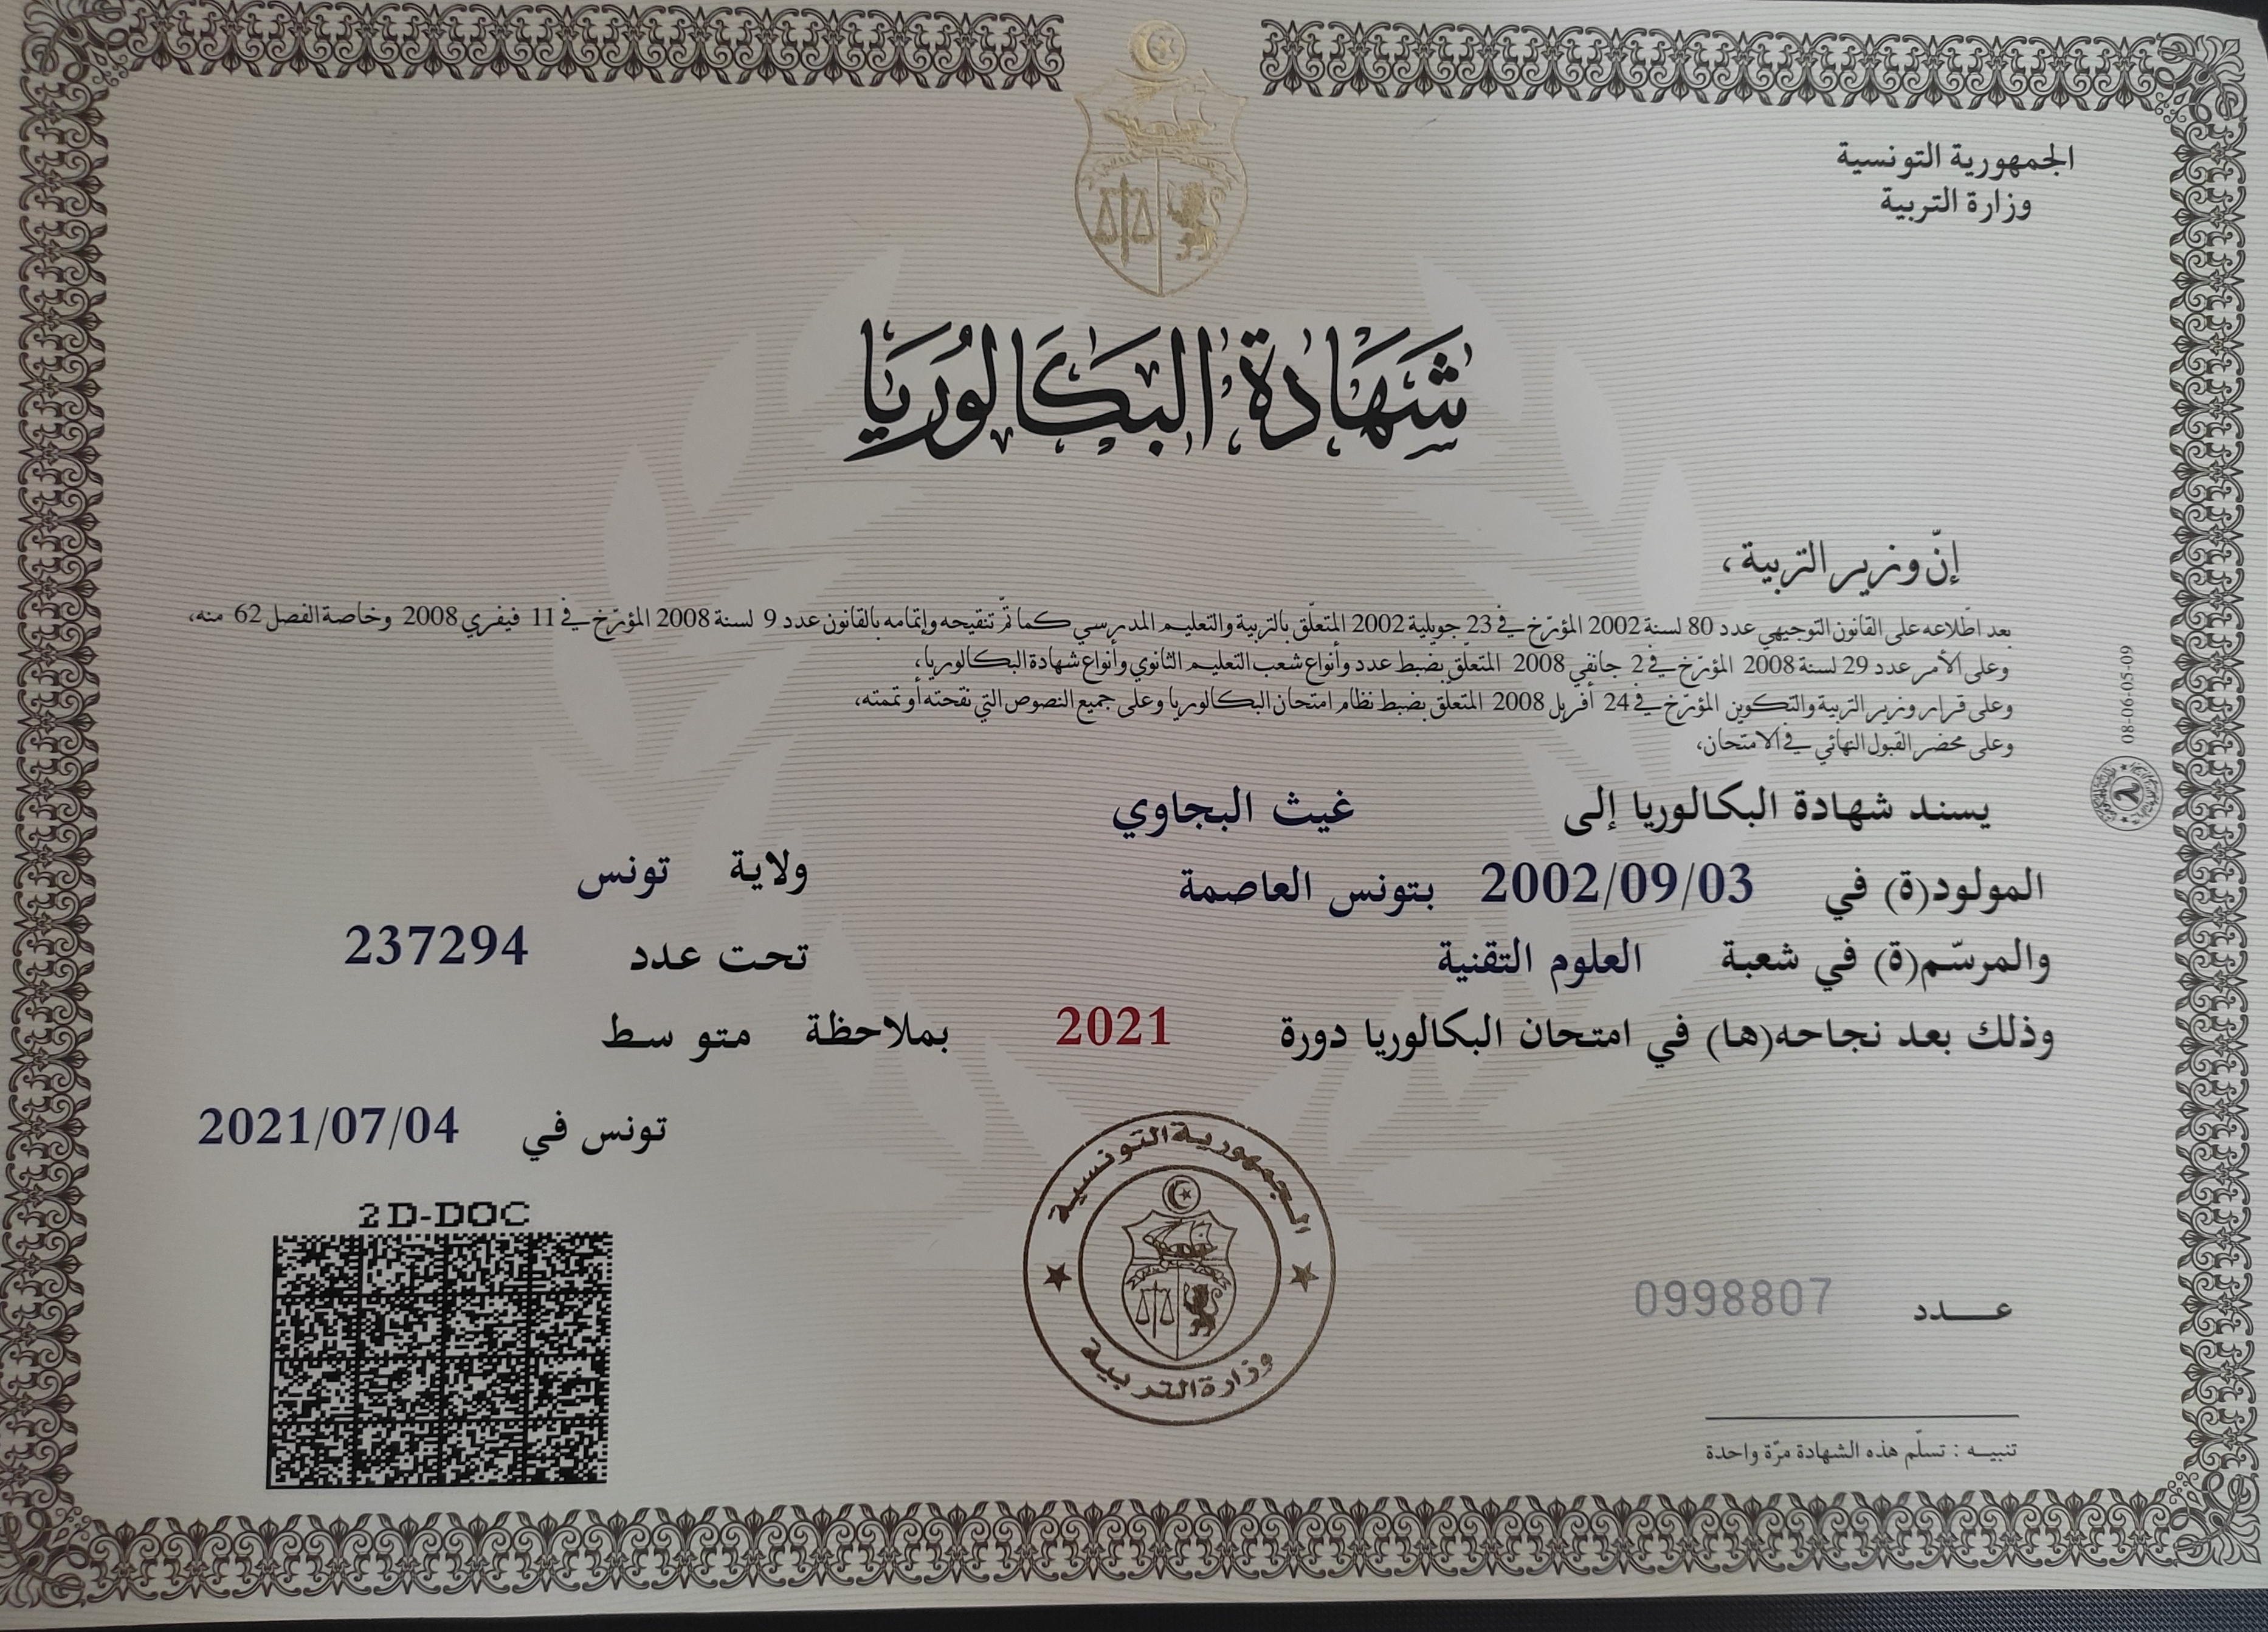 الجمهورية التونسية
وزارة التربية
شَهَادَة البَكَالُورِيَا
إنّ وزير التربية،
بعد اطّلاعه على القانون التوجيهي عدد 80 لسنة 2002 المؤرّخ في 23 جويلية 2002 المتعلّق بالتربية والتعليم المدرسي كما تمّ تنقيحه وإتمامه بالقانون عدد 9 لسنة 2008 المؤرّخ في 11 فيفري 2008 وخاصة الفصل 62 منه،
وعلى الأمر عدد 29 لسنة 2008 المؤرّخ في 2 جانفي 2008 المتعلّق بضبط عدد وأنواع شعب التعليم الثانوي وأنواع شهادة البكالوريا،
وعلى قرار وزير التربية والتكوين المؤرّخ في 24 أفريل 2008 المتعلّق بضبط نظام امتحان البكالوريا وعلى جميع النصوص التي نقحته أو تممته،
وعلى محضر القبول النهائي في الامتحان،
يسند شهادة البكالوريا إلى غيث البجاوي
المولود(ة) في 2002/09/03 بتونس العاصمة ولاية تونس
والمرسّم(ة) في شعبة العلوم التقنية تحت عدد 237294
وذلك بعد نجاحه(ها) في امتحان البكالوريا دورة 2021 بملاحظة متوسط
تونس في 2021/07/04
2D-DOC
الجمهورية التونسية
وزارة التربية
عدد 0998807
تنبيه : تسلّم هذه الشهادة مرّة واحدة
08-06-05-09